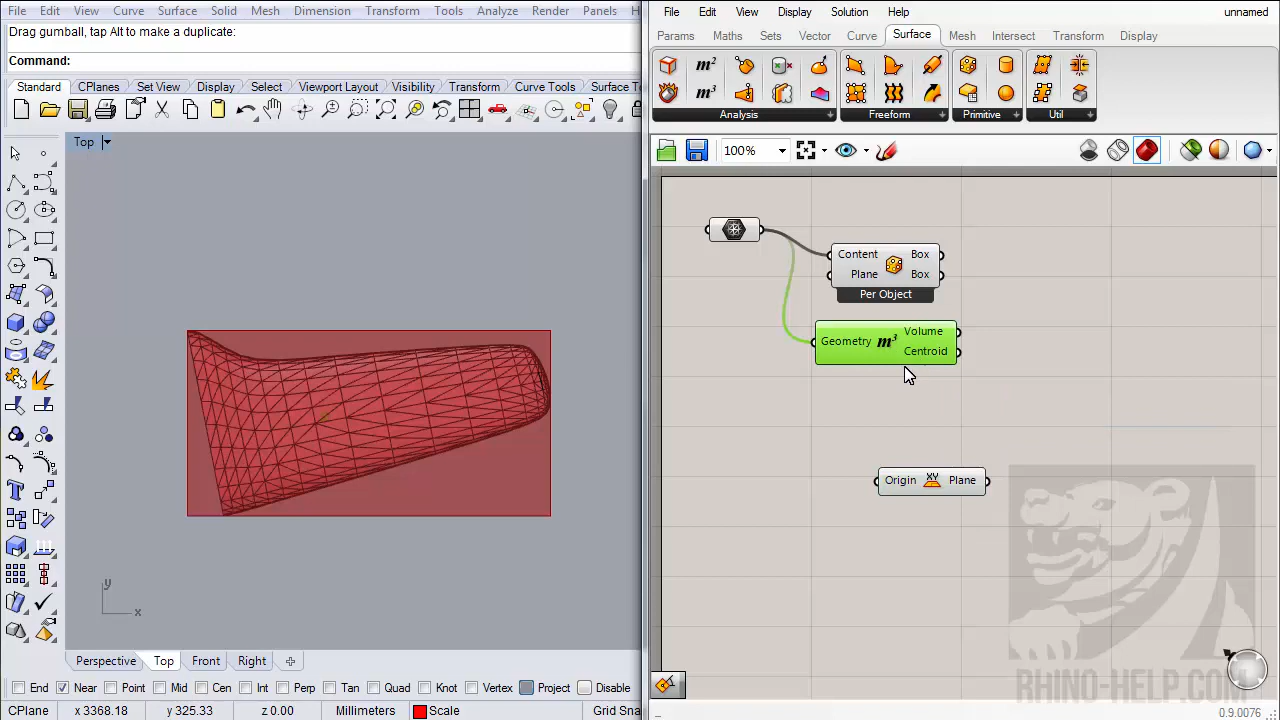 File Edit View Curve Surface Solid Mesh Dimension Transform Tools Analyze Render Panels H
File Edit View Display Solution Help unnamed
Drag gumball, tap Alt to make a duplicate:
Params Maths Sets Vector Curve Surface Mesh Intersect Transform Display
Command:
Standard CPlanes Set View Display Select Viewport Layout Visibility Transform Curve Tools Surface To
m² m³
Analysis Freeform Primitive Util
Top
100%
Content Box
Plane Box
Per Object
Geometry m³ Volume
Centroid
Origin XY Plane
y
x
Perspective Top Front Right
RHINO-HELP.COM
End Near Point Mid Cen Int Perp Tan Quad Knot Vertex Project Disable
CPlane x 3368.18 y 325.33 z 0.00 Millimeters Scale Grid Sna
0.9.0076